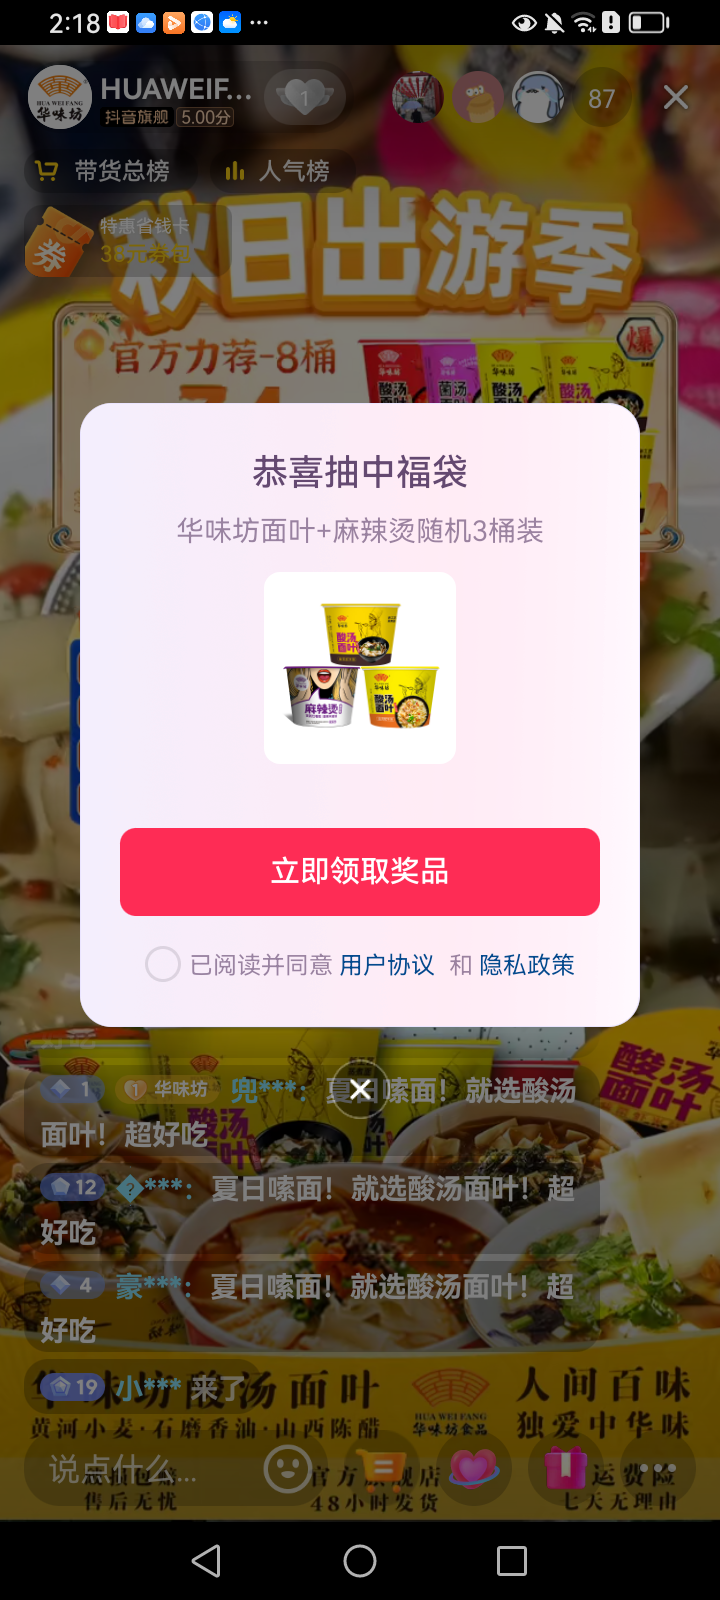 2:18
HUAWEIF...
1
87
抖音旗舰 5.00分
带货总榜 人气榜
特惠省钱卡
38元券包
秋日出游季
官方力荐-8桶
爆
恭喜抽中福袋
华味坊面叶+麻辣烫随机3桶装
酸汤
面叶
麻辣烫
酸汤
面叶
立即领取奖品
已阅读并同意 用户协议 和 隐私政策
1 华味坊 兜***：夏日嗦面！就选酸汤
面叶！超好吃
12 ***：夏日嗦面！就选酸汤面叶！超
好吃
4 豪***：夏日嗦面！就选酸汤面叶！超
好吃
19 小*** 来了
酸汤
面叶
华味坊酸汤面叶
黄河小麦·石磨香油·山西陈醋
HUA WEI FANG
华味坊食品
人间百味
独爱中华味
说点什么...
售后无忧
官方旗舰店
48小时发货
运费险
七天无理由